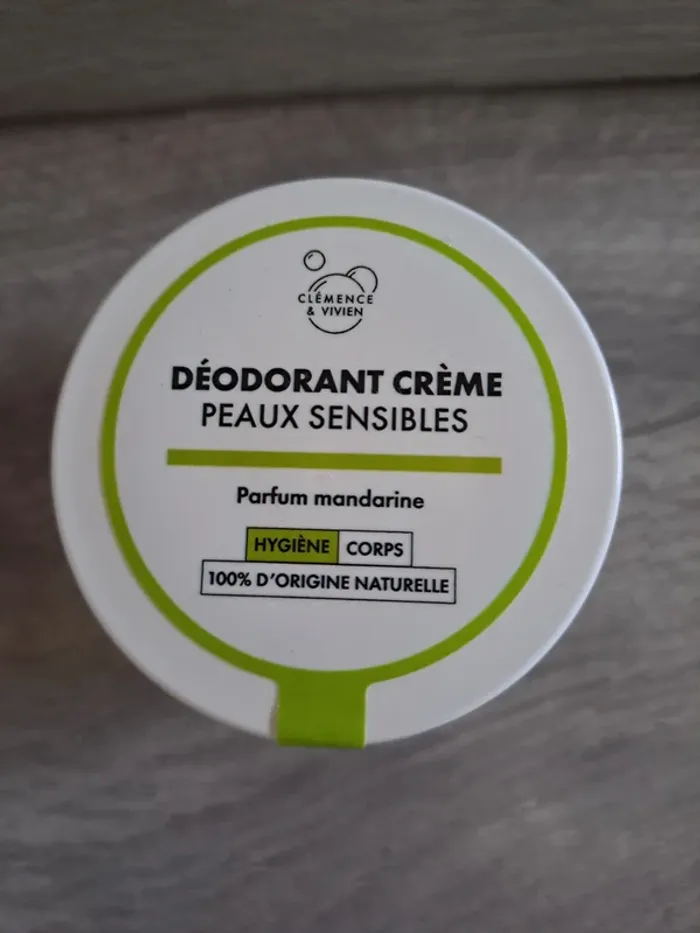 CLÉMENCE
& VIVIEN
DÉODORANT CRÈME
PEAUX SENSIBLES
Parfum mandarine
HYGIÈNE CORPS
100% D'ORIGINE NATURELLE